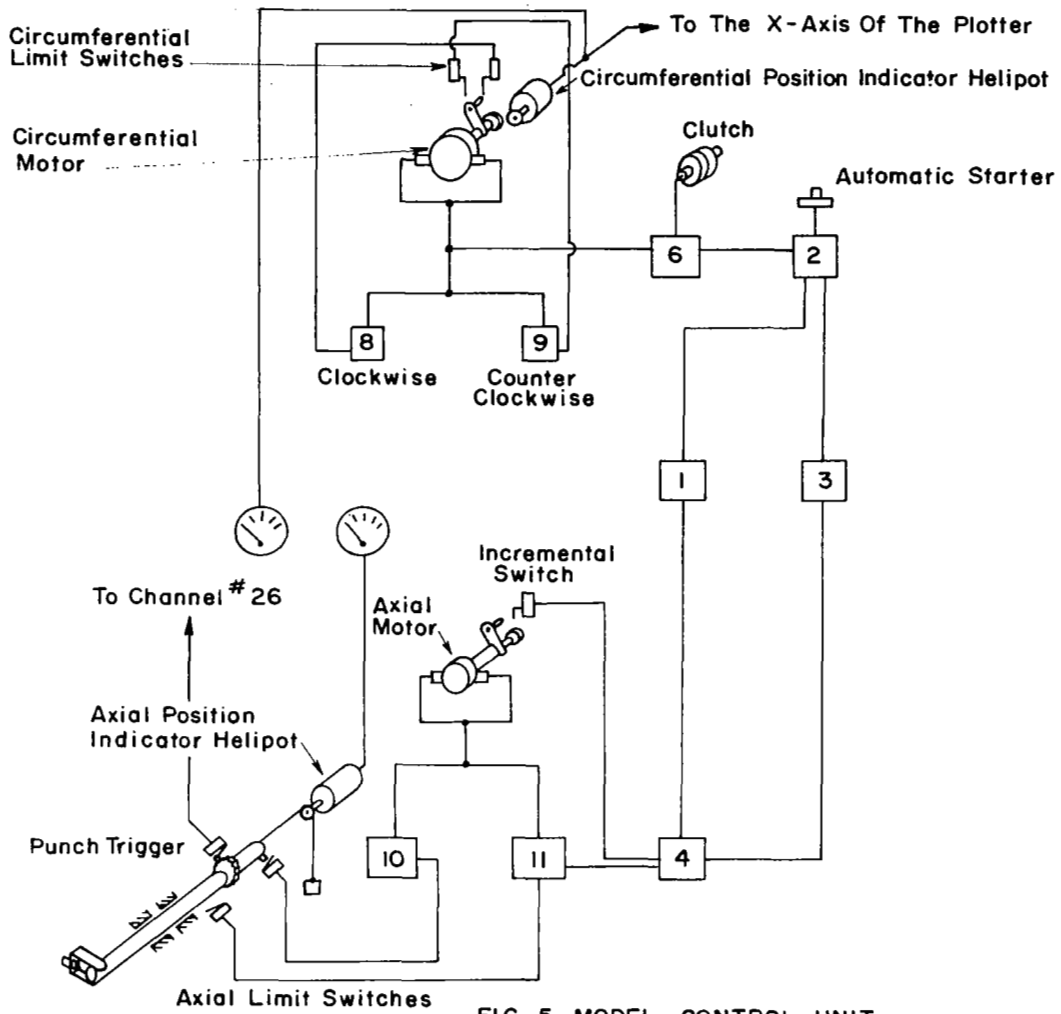 Circumferential
Limit Switches
To The X-Axis Of The Plotter
Circumferential Position Indicator Helipot
Circumferential
Motor
Clutch
Automatic Starter
6
2
8
9
Clockwise
Counter
Clockwise
1
3
To Channel #26
Incremental
Switch
Axial
Motor
Axial Position
Indicator Helipot
Punch Trigger
10
11
4
Axial Limit Switches
FIG. 5 MODEL CONTROL UNIT